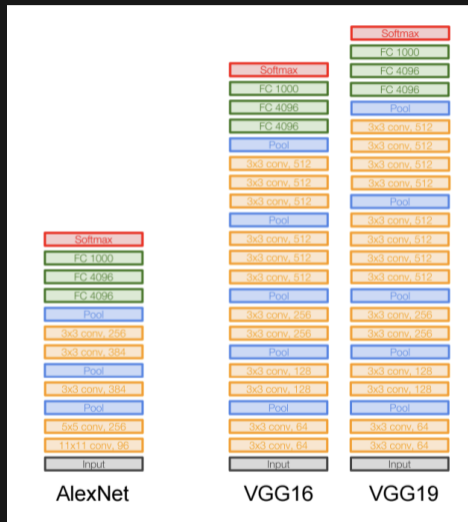 Softmax
FC 1000
FC 4096
FC 4096
Pool
3x3 conv, 256
3x3 conv, 384
Pool
3x3 conv, 384
Pool
5x5 conv, 256
11x11 conv, 96
Input
AlexNet
Softmax
FC 1000
FC 4096
FC 4096
Pool
3x3 conv, 512
3x3 conv, 512
3x3 conv, 512
Pool
3x3 conv, 512
3x3 conv, 512
3x3 conv, 512
Pool
3x3 conv, 256
3x3 conv, 256
Pool
3x3 conv, 128
3x3 conv, 128
Pool
3x3 conv, 64
3x3 conv, 64
Input
VGG16
Softmax
FC 1000
FC 4096
FC 4096
Pool
3x3 conv, 512
3x3 conv, 512
3x3 conv, 512
3x3 conv, 512
Pool
3x3 conv, 512
3x3 conv, 512
3x3 conv, 512
3x3 conv, 512
Pool
3x3 conv, 256
3x3 conv, 256
Pool
3x3 conv, 128
3x3 conv, 128
Pool
3x3 conv, 64
3x3 conv, 64
Input
VGG19